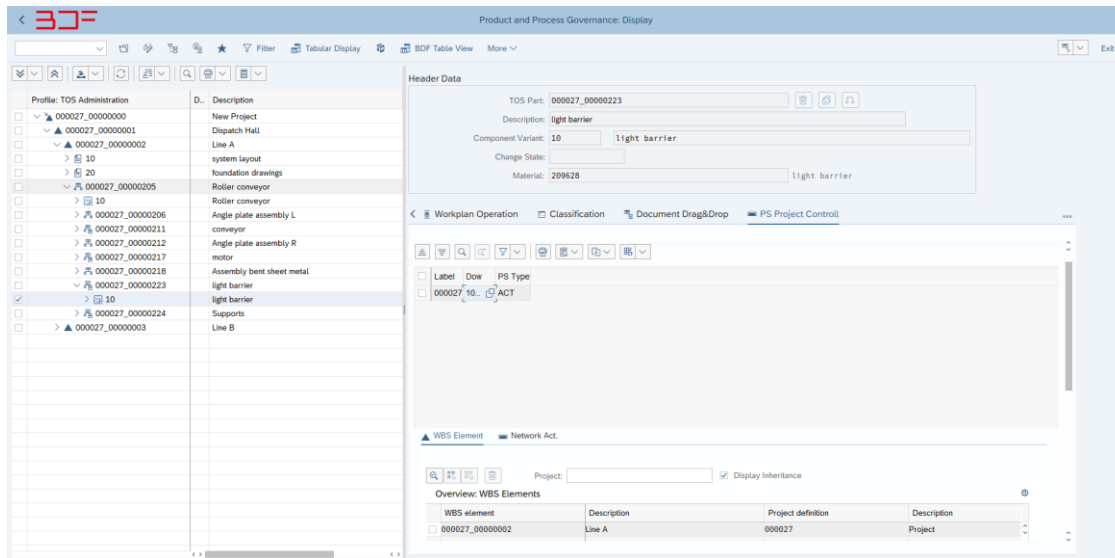 BDF
Product and Process Governance: Display
Filter Tabular Display BDF Table View More Exit
Profile: TOS Administration D.. Description
000027_00000000 New Project
000027_00000001 Dispatch Hall
000027_00000002 Line A
10 system layout
20 foundation drawings
000027_00000205 Roller conveyor
10 Roller conveyor
000027_00000206 Angle plate assembly L
000027_00000211 conveyor
000027_00000212 Angle plate assembly R
000027_00000217 motor
000027_00000218 Assembly bent sheet metal
000027_00000223 light barrier
10 light barrier
000027_00000224 Supports
000027_00000003 Line B
Header Data
TOS Part: 000027_00000223
Description: light barrier
Component Variant: 10 light barrier
Change State:
Material: 209628 light barrier
Workplan Operation Classification Document Drag&Drop PS Project Controll
Label Dow PS Type
000027 10.. ACT
WBS Element Network Act.
Project: Display Inheritance
Overview: WBS Elements
WBS element Description Project definition Description
000027_00000002 Line A 000027 Project